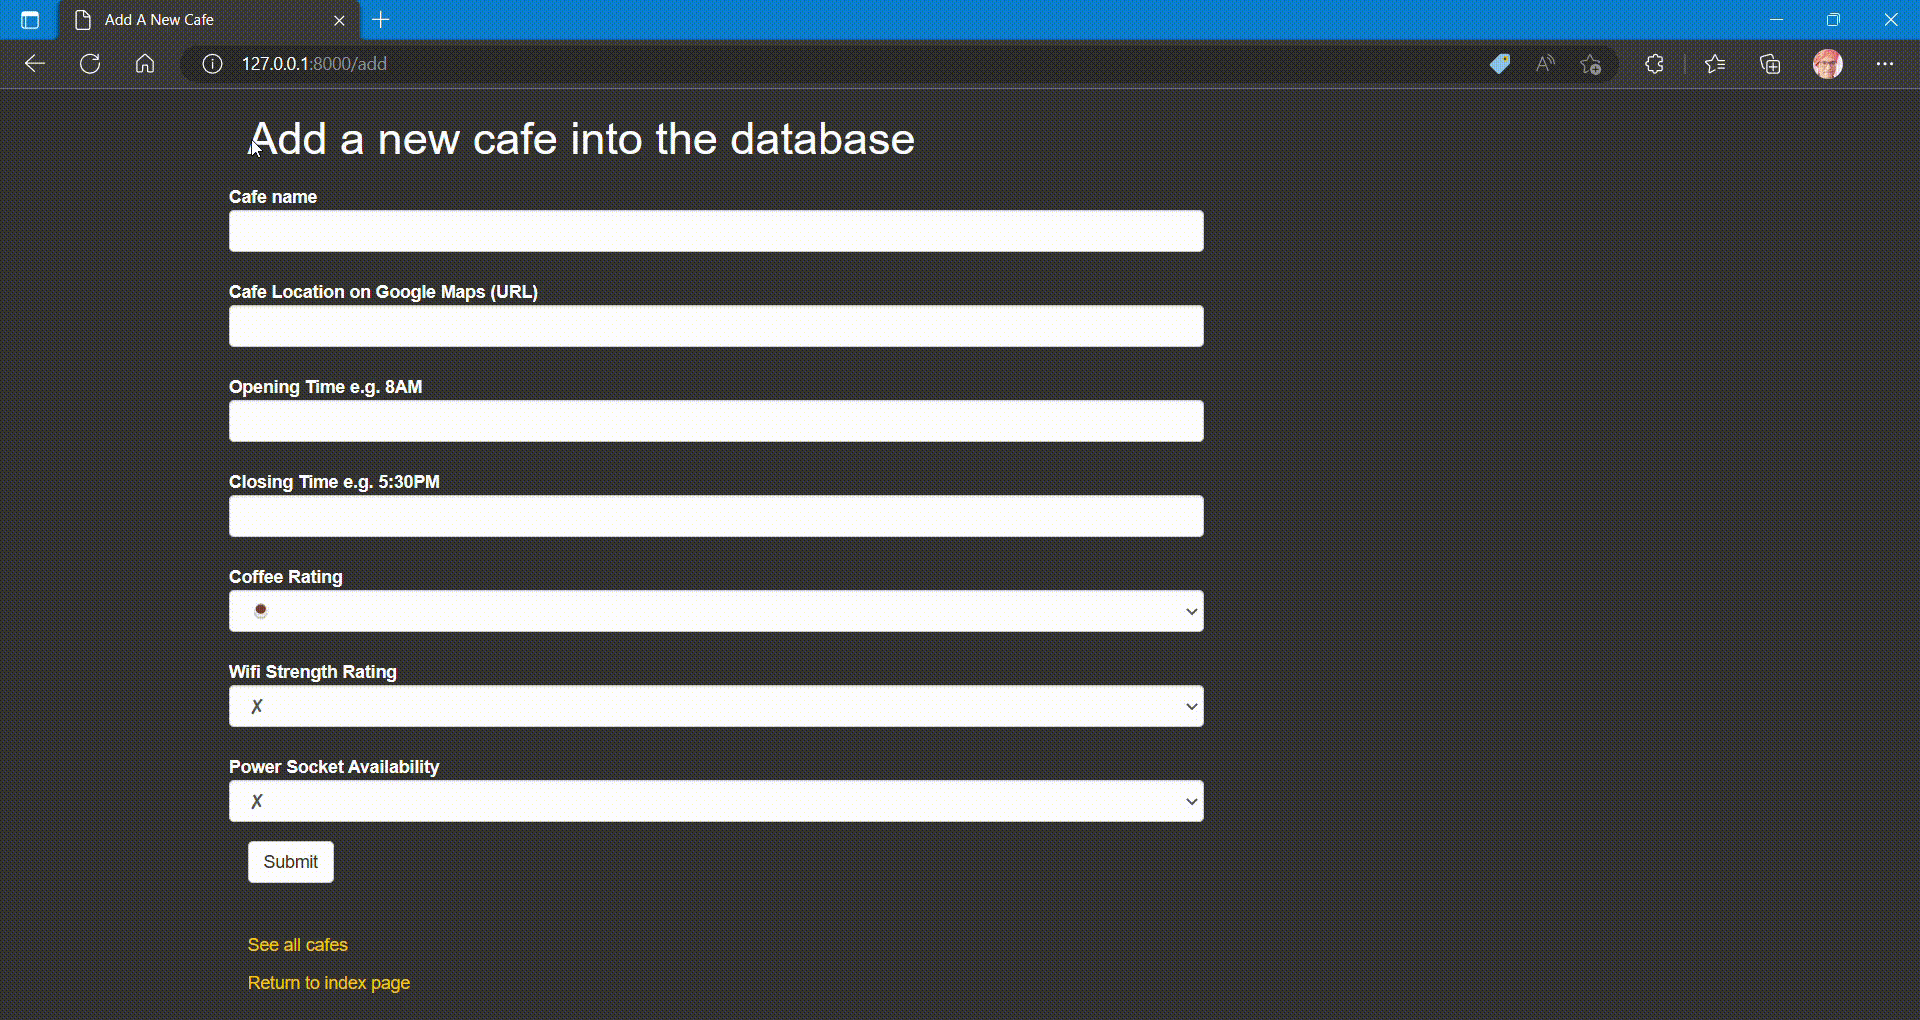 Add A New Cafe
127.0.0.1:8000/add
Add a new cafe into the database
Cafe name
Cafe Location on Google Maps (URL)
Opening Time e.g. 8AM
Closing Time e.g. 5:30PM
Coffee Rating
Wifi Strength Rating
✘
Power Socket Availability
✘
Submit
See all cafes
Return to index page